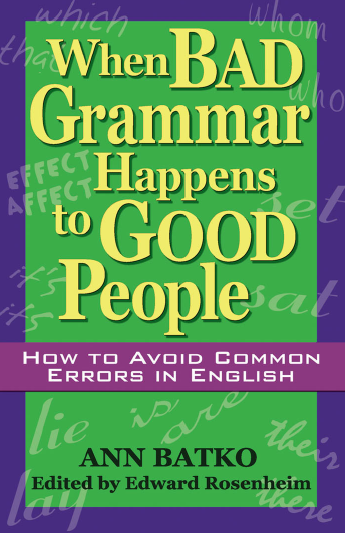 which
that
whom
who
When BAD
Grammar
Happens
to GOOD
People
EFFECT
AFFECT
set
sat
it's
its
HOW TO AVOID COMMON
ERRORS IN ENGLISH
lie
lay
is
are
their
there
ANN BATKO
Edited by Edward Rosenheim